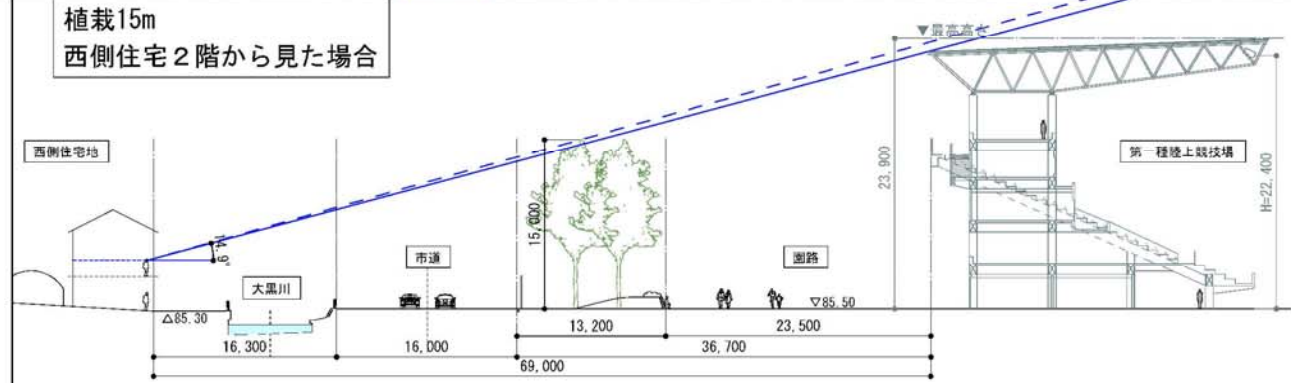 植栽15m
西側住宅２階から見た場合
▼最高高さ
西側住宅地
第一種陸上競技場
23,900
H=22,400
15,000
14.9°
市道
園路
大黒川
△85.30
▽85.50
13,200
23,500
16,300
16,000
36,700
69,000